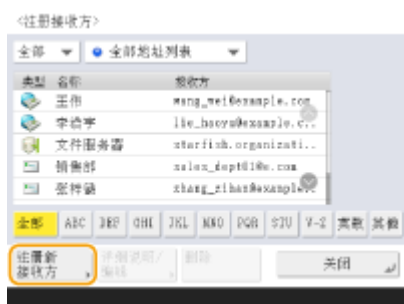 <注册接收方>
全部 全部地址列表
类型 名称 接收方
王伟 wang_wei@example.com
李浩宇 lie_haoyu@example.c..
文件服务器 starfish.organizati..
销售部 sales_dept01@e.com
张梓涵 zhang_zihan@example..
全部 ABC DEF GHI JKL MNO PQR STU V-Z 英数 其他
注册新接收方 详细说明/编辑 删除 关闭